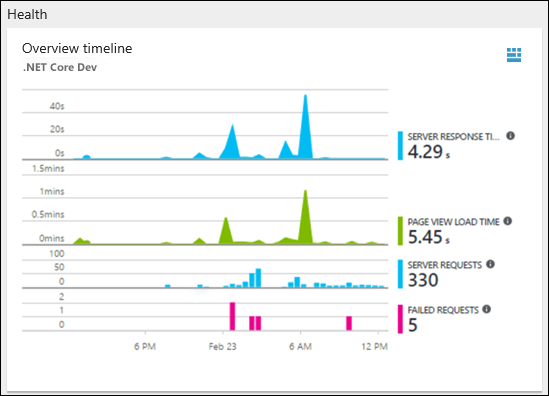 Health
Overview timeline
.NET Core Dev
40s
20s
0s
SERVER RESPONSE TI...
4.29 s
1.5mins
1mins
0.5mins
0mins
PAGE VIEW LOAD TIME
5.45 s
100
50
0
SERVER REQUESTS
330
2
1
0
FAILED REQUESTS
5
6 PM
Feb 23
6 AM
12 PM